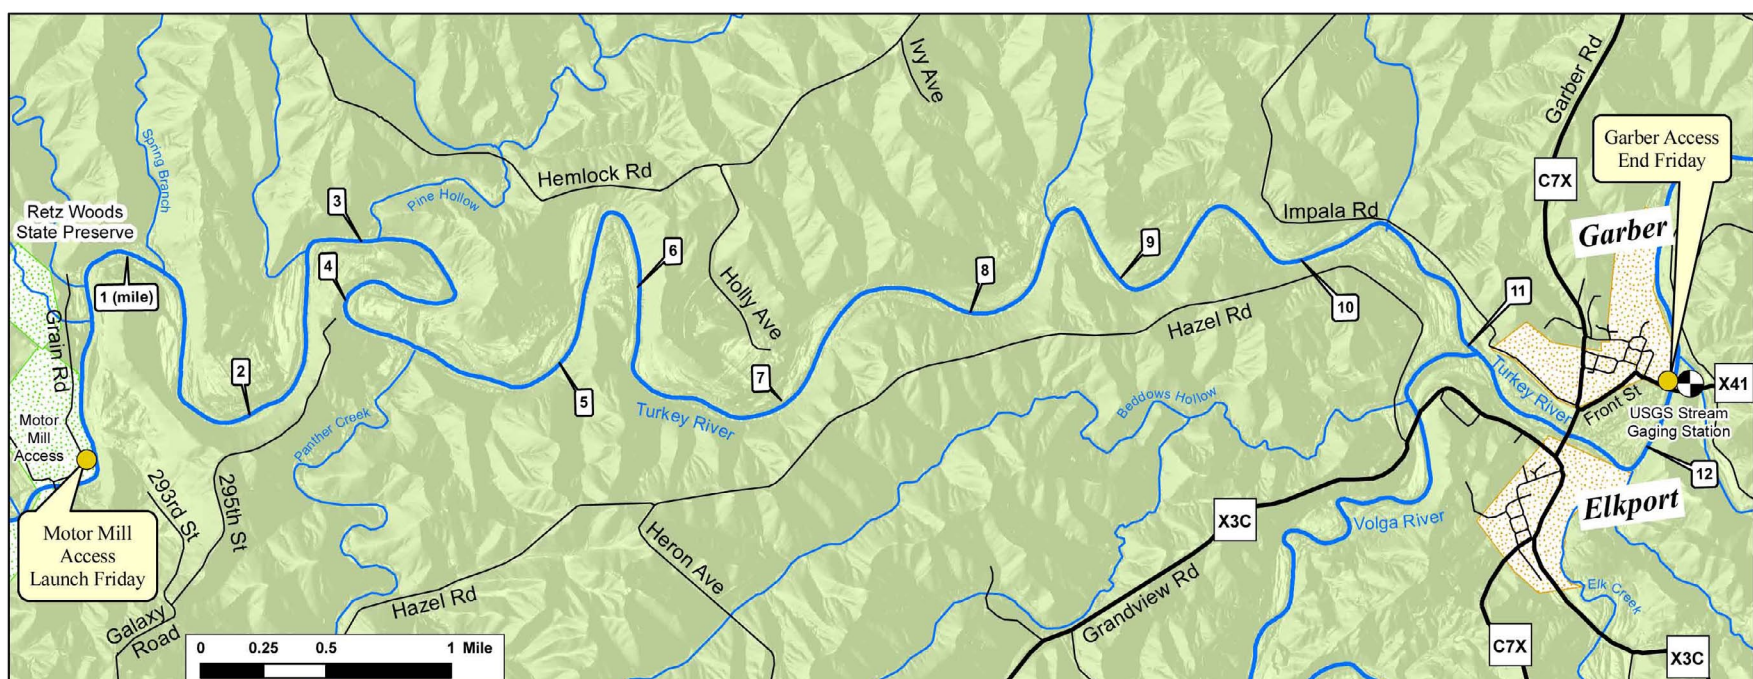 Ivy Ave
Garber Rd
Garber Access
End Friday
Spring Branch
C7X
Hemlock Rd
3
Pine Hollow
Retz Woods
State Preserve
Impala Rd
Garber
9
6
4
8
1 (mile)
Holly Ave
10
11
Grain Rd
Hazel Rd
2
7
5
Turkey River
Turkey River
X41
Front St
USGS Stream
Gaging Station
Beddows Hollow
Motor
Mill
Access
Panther Creek
12
293rd St
295th St
Elkport
X3C
Volga River
Motor Mill
Access
Launch Friday
Heron Ave
Hazel Rd
Grandview Rd
Elk Creek
Galaxy
Road
C7X
X3C
0 0.25 0.5 1 Mile